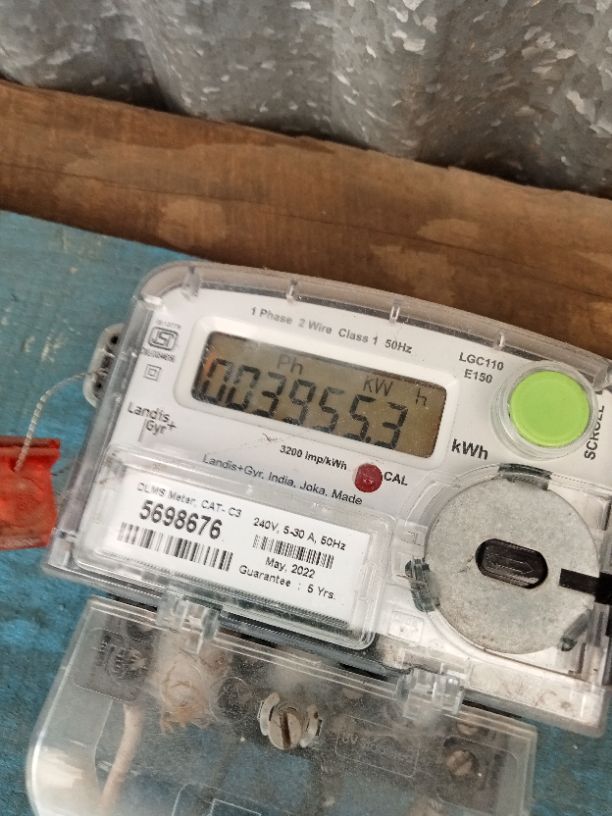 1 Phase 2 Wire Class 1 50Hz
LGC110
E150
Ph kW h
003955.3
SCROLL
kWh
Landis
Gyr+
3200 imp/kWh
CAL
Landis+Gyr, India, Joka, Made
DLMS Meter, CAT- C3
5698676
240V, 5-30 A, 50Hz
May, 2022
Guarantee : 5 Yrs.